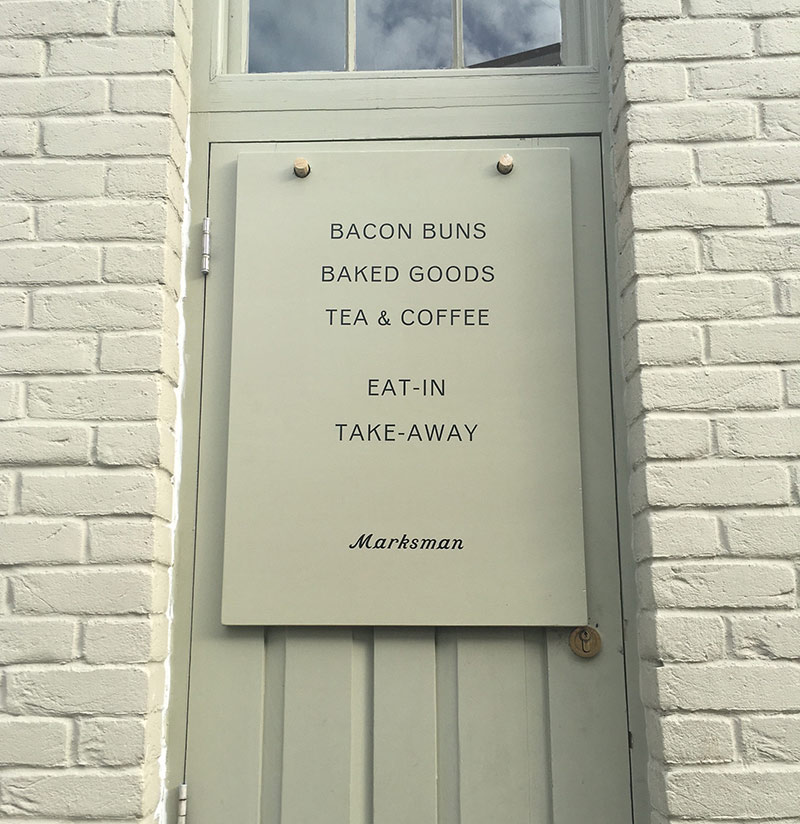 BACON BUNS
BAKED GOODS
TEA & COFFEE
EAT-IN
TAKE-AWAY
Marksman